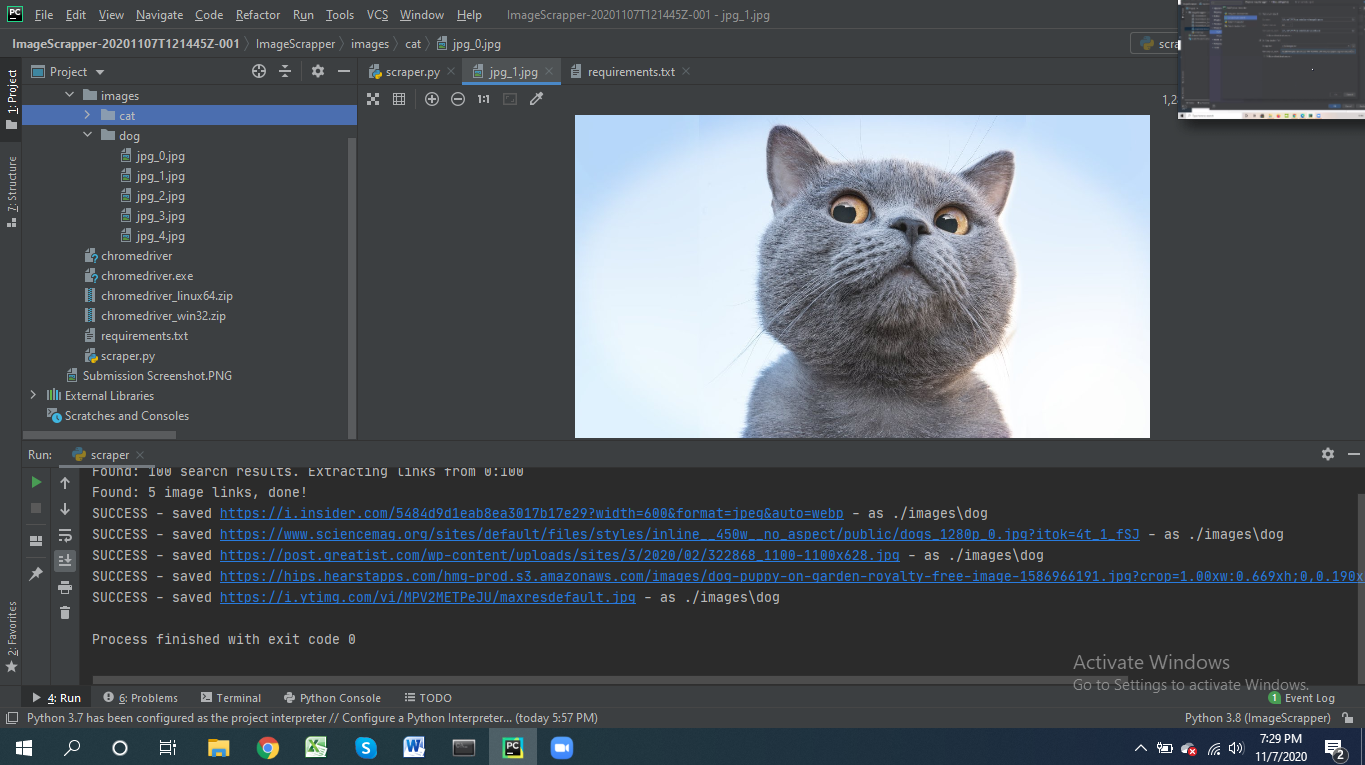 PC File Edit View Navigate Code Refactor Run Tools VCS Window Help ImageScrapper-20201107T121445Z-001 - jpg_1.jpg
ImageScrapper-20201107T121445Z-001 ImageScrapper images cat jpg_0.jpg
1: Project
7: Structure
2: Favorites
Project
images
cat
dog
jpg_0.jpg
jpg_1.jpg
jpg_2.jpg
jpg_3.jpg
jpg_4.jpg
chromedriver
chromedriver.exe
chromedriver_linux64.zip
chromedriver_win32.zip
requirements.txt
scraper.py
Submission Screenshot.PNG
External Libraries
Scratches and Consoles
scraper.py jpg_1.jpg requirements.txt
1:1
Run: scraper
Found: 100 search results. Extracting links from 0:100
Found: 5 image links, done!
SUCCESS - saved https://i.insider.com/5484d9d1eab8ea3017b17e29?width=600&format=jpeg&auto=webp - as ./images\dog
SUCCESS - saved https://www.sciencemag.org/sites/default/files/styles/inline__450w__no_aspect/public/dogs_1280p_0.jpg?itok=4t_1_fSJ - as ./images\dog
SUCCESS - saved https://post.greatist.com/wp-content/uploads/sites/3/2020/02/322868_1100-1100x628.jpg - as ./images\dog
SUCCESS - saved https://hips.hearstapps.com/hmg-prod.s3.amazonaws.com/images/dog-puppy-on-garden-royalty-free-image-1586966191.jpg?crop=1.00xw:0.669xh;0,0.190x
SUCCESS - saved https://i.ytimg.com/vi/MPV2METPeJU/maxresdefault.jpg - as ./images\dog
Process finished with exit code 0
Activate Windows
Go to Settings to activate Windows.
4: Run 6: Problems Terminal Python Console TODO 1 Event Log
Python 3.7 has been configured as the project interpreter // Configure a Python Interpreter... (today 5:57 PM) Python 3.8 (ImageScrapper)
7:29 PM
11/7/2020
2